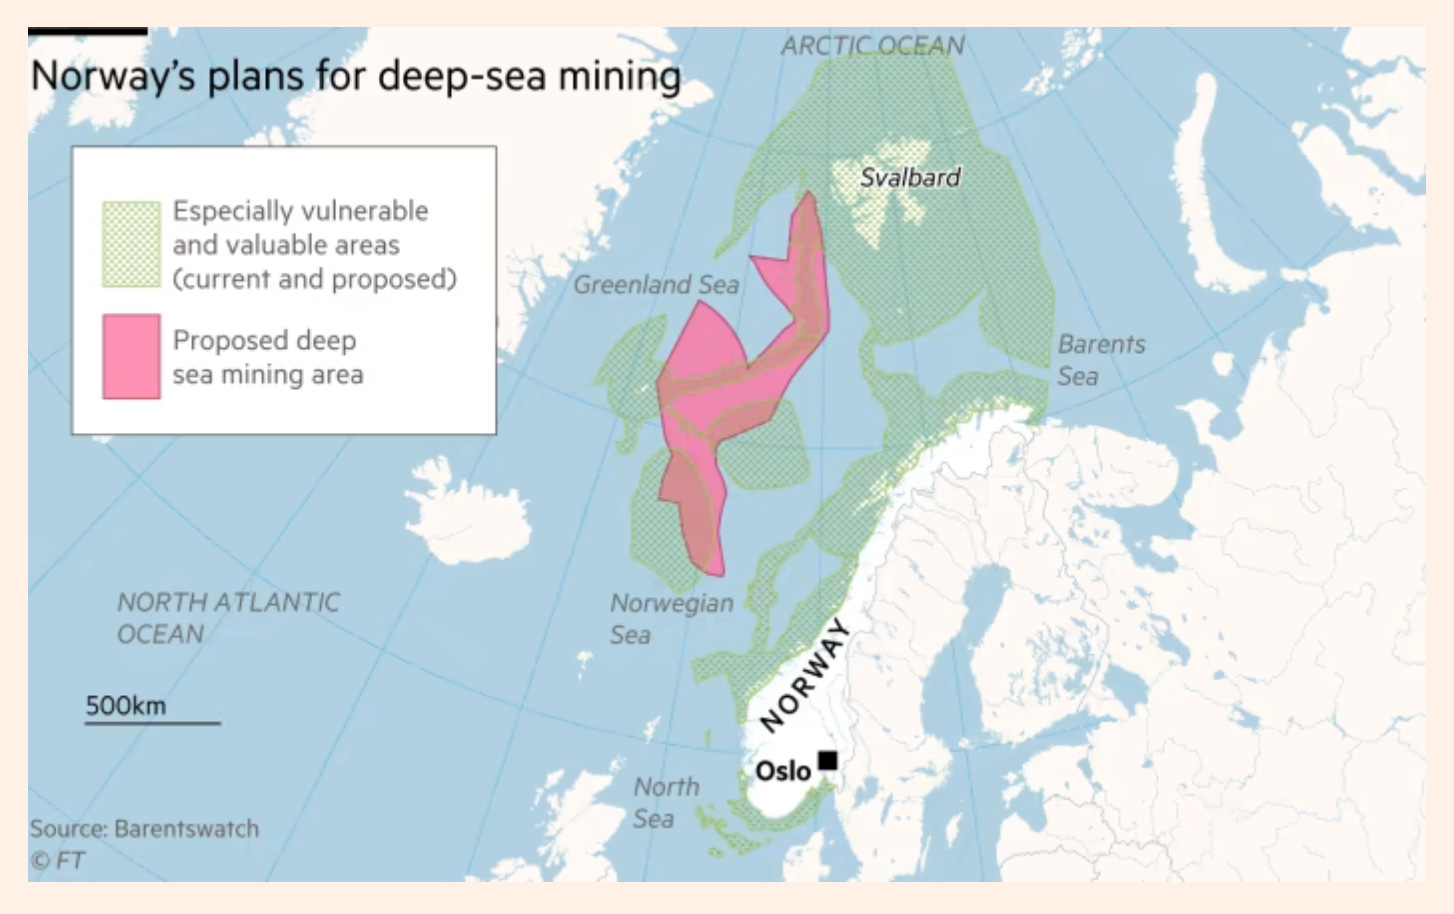 ARCTIC OCEAN
Norway's plans for deep-sea mining
Especially vulnerable
and valuable areas
(current and proposed)
Proposed deep
sea mining area
Svalbard
Greenland Sea
Barents
Sea
Norwegian
Sea
NORTH ATLANTIC
OCEAN
NORWAY
500km
Oslo
North
Sea
Source: Barentswatch
© FT